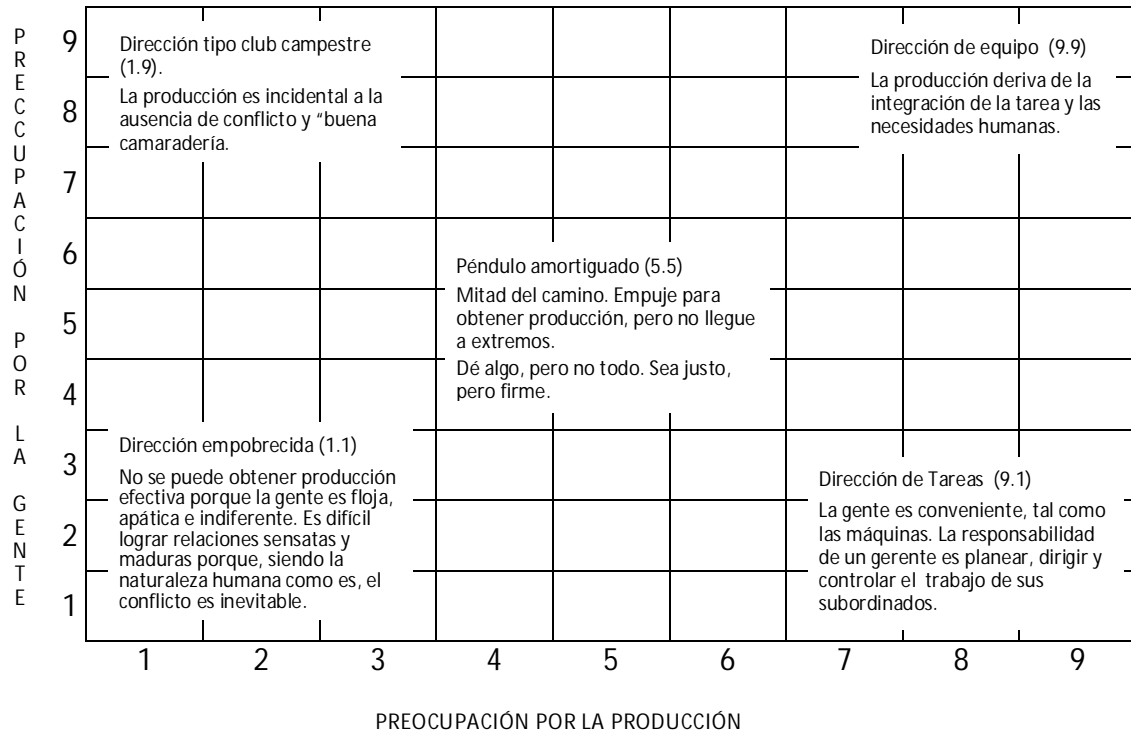 PRECCUPACIÓN POR LA GENTE
9
8
7
6
5
4
3
2
1
Dirección tipo club campestre
(1.9).
La producción es incidental a la
ausencia de conflicto y “buena
camaradería.
Dirección de equipo (9.9)
La producción deriva de la
integración de la tarea y las
necesidades humanas.
Péndulo amortiguado (5.5)
Mitad del camino. Empuje para
obtener producción, pero no llegue
a extremos.
Dé algo, pero no todo. Sea justo,
pero firme.
Dirección empobrecida (1.1)
No se puede obtener producción
efectiva porque la gente es floja,
apática e indiferente. Es difícil
lograr relaciones sensatas y
maduras porque, siendo la
naturaleza humana como es, el
conflicto es inevitable.
Dirección de Tareas (9.1)
La gente es conveniente, tal como
las máquinas. La responsabilidad
de un gerente es planear, dirigir y
controlar el trabajo de sus
subordinados.
1 2 3 4 5 6 7 8 9
PREOCUPACIÓN POR LA PRODUCCIÓN